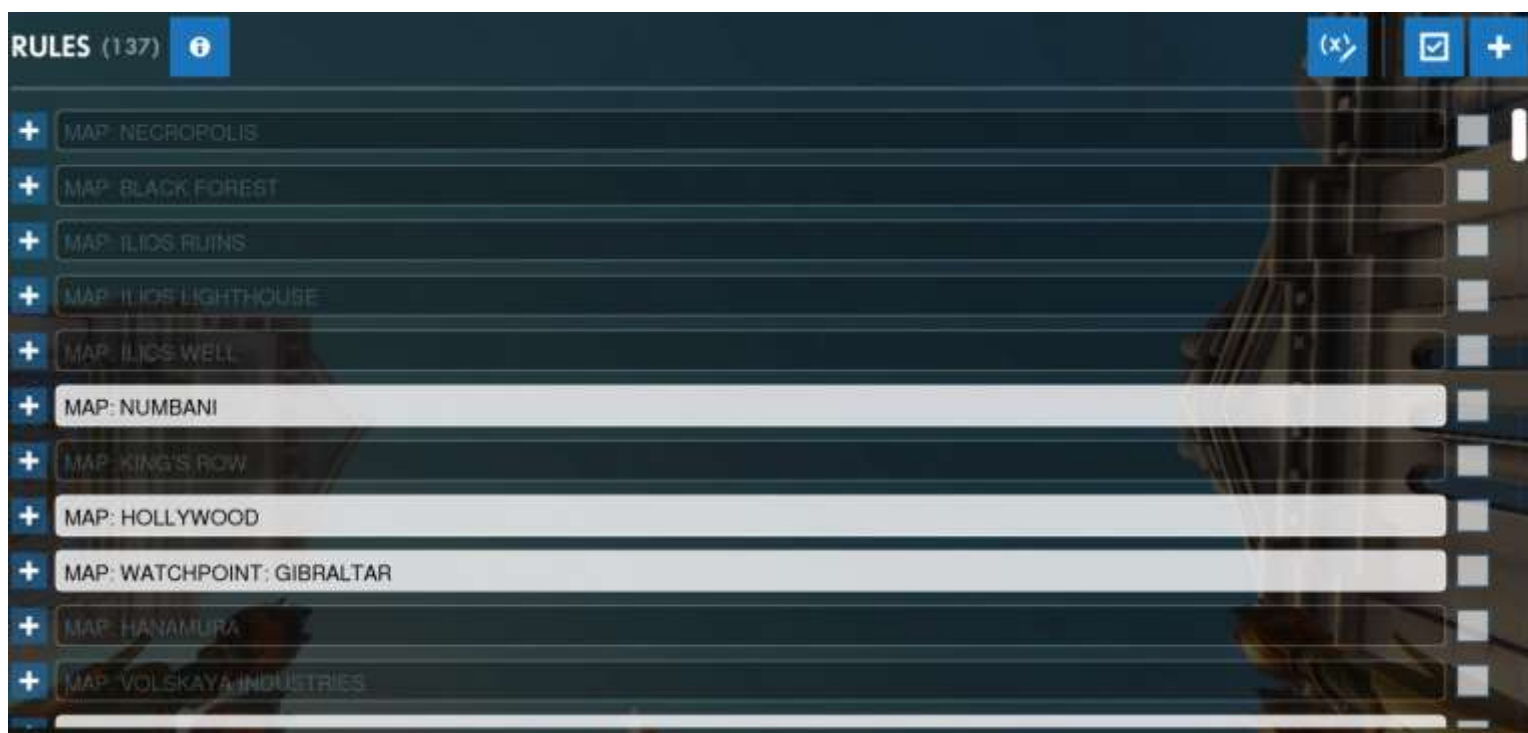 RULES (137)
(x)
MAP: NECROPOLIS
MAP: BLACK FOREST
MAP: ILIOS RUINS
MAP: ILIOS LIGHTHOUSE
MAP: ILIOS WELL
MAP: NUMBANI
MAP: KING'S ROW
MAP: HOLLYWOOD
MAP: WATCHPOINT: GIBRALTAR
MAP: HANAMURA
MAP: VOLSKAYA INDUSTRIES